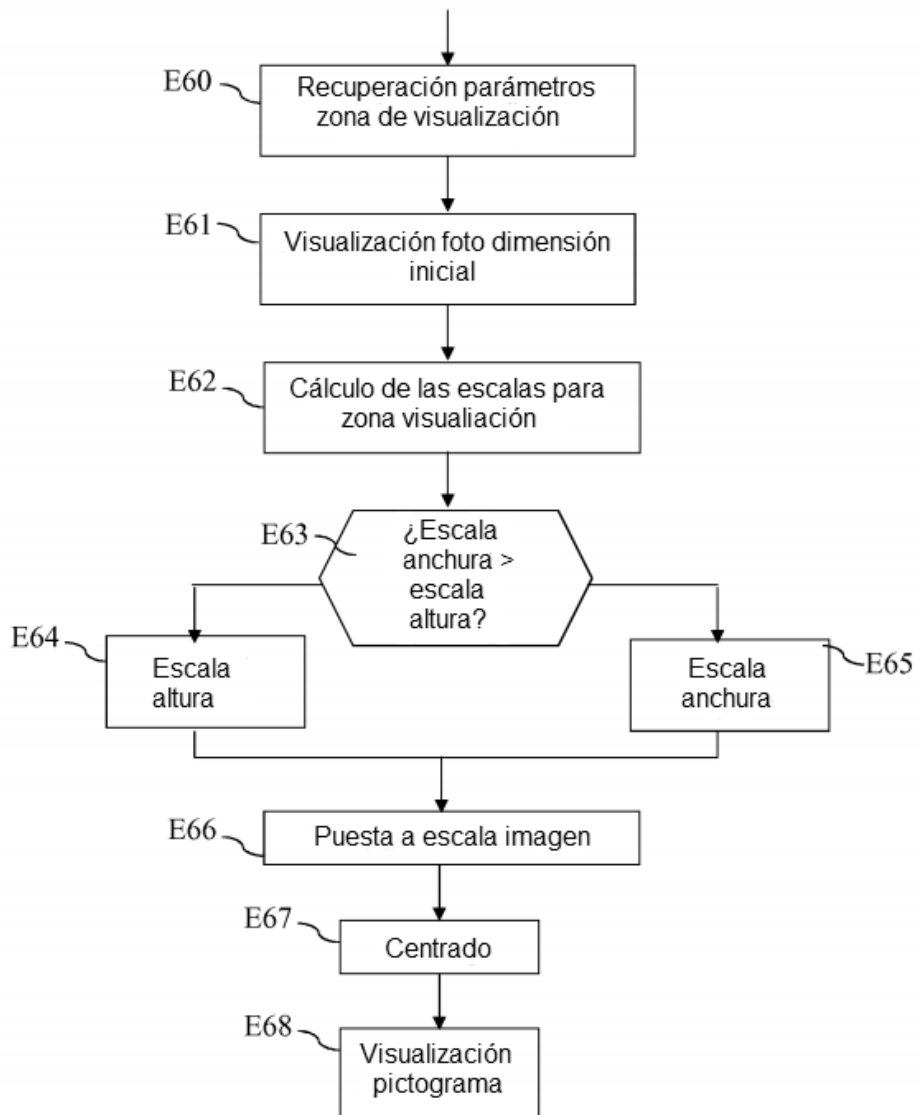 E60
Recuperación parámetros
zona de visualización
E61
Visualización foto dimensión
inicial
E62
Cálculo de las escalas para
zona visualiación
E63
¿Escala
anchura >
escala
altura?
E64
Escala
altura
E65
Escala
anchura
E66
Puesta a escala imagen
E67
Centrado
E68
Visualización
pictograma